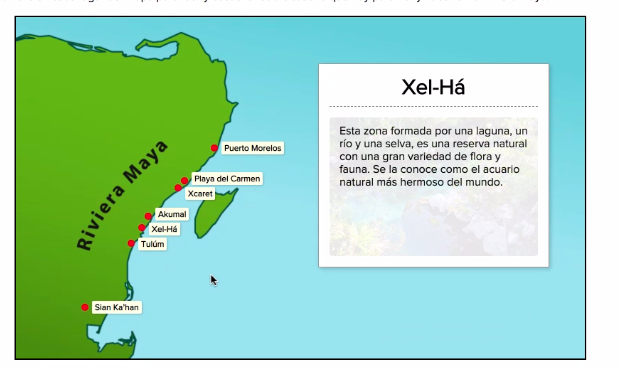 Xel-Há
Esta zona formada por una laguna, un
río y una selva, es una reserva natural
con una gran variedad de flora y
fauna. Se la conoce como el acuario
natural más hermoso del mundo.
Riviera Maya
Puerto Morelos
Playa del Carmen
Xcaret
Akumal
Xel-Há
Tulúm
Sian Ka'han